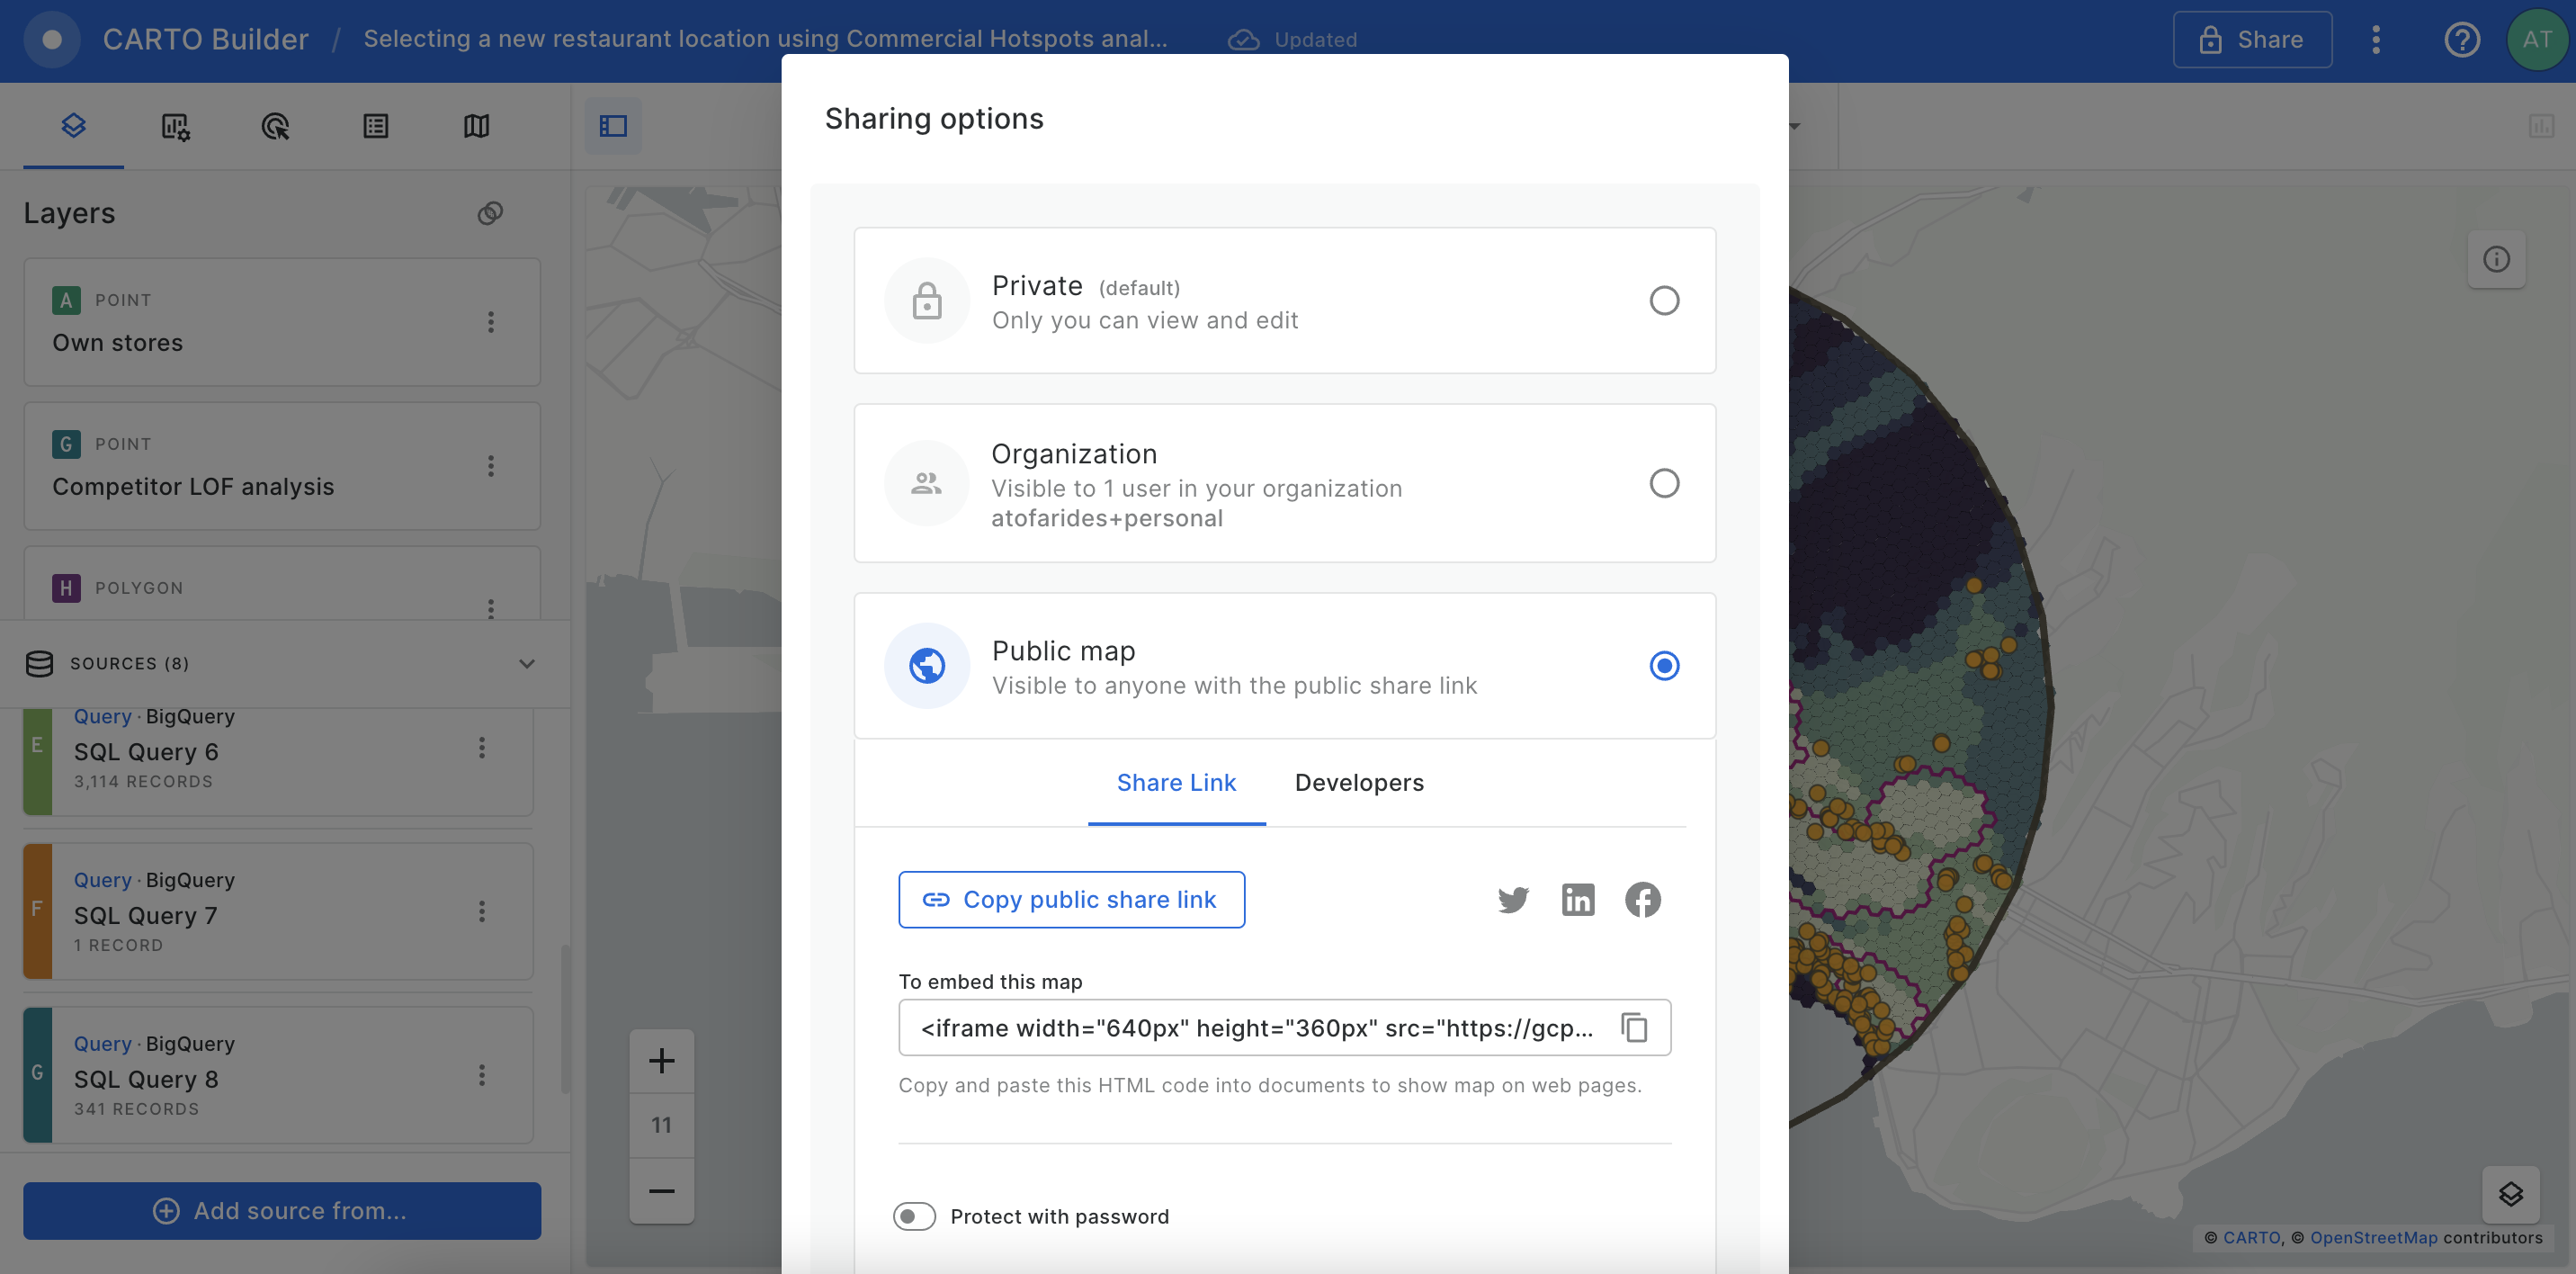 CARTO Builder / Selecting a new restaurant location using Commercial Hotspots anal... Updated
Share
AT
Layers
A POINT
Own stores
G POINT
Competitor LOF analysis
H POLYGON
SOURCES (8)
E
Query · BigQuery
SQL Query 6
3,114 RECORDS
F
Query · BigQuery
SQL Query 7
1 RECORD
G
Query · BigQuery
SQL Query 8
341 RECORDS
Add source from...
11
Sharing options
Private (default)
Only you can view and edit
Organization
Visible to 1 user in your organization
atofarides+personal
Public map
Visible to anyone with the public share link
Share Link Developers
Copy public share link
To embed this map
<iframe width="640px" height="360px" src="https://gcp...
Copy and paste this HTML code into documents to show map on web pages.
Protect with password
© CARTO, © OpenStreetMap contributors